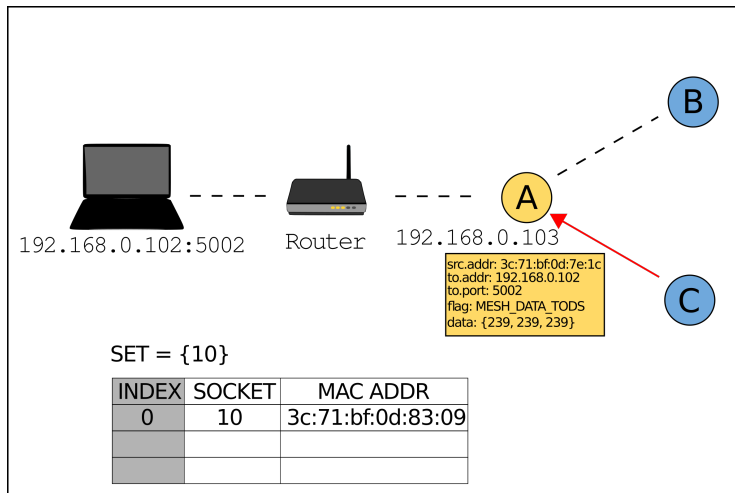 B
A
192.168.0.102:5002
Router
192.168.0.103
src.addr: 3c:71:bf:0d:7e:1c
to.addr: 192.168.0.102
to.port: 5002
flag: MESH_DATA_TODS
data: {239, 239, 239}
C
SET = {10}
INDEX SOCKET MAC ADDR
0 10 3c:71:bf:0d:83:09